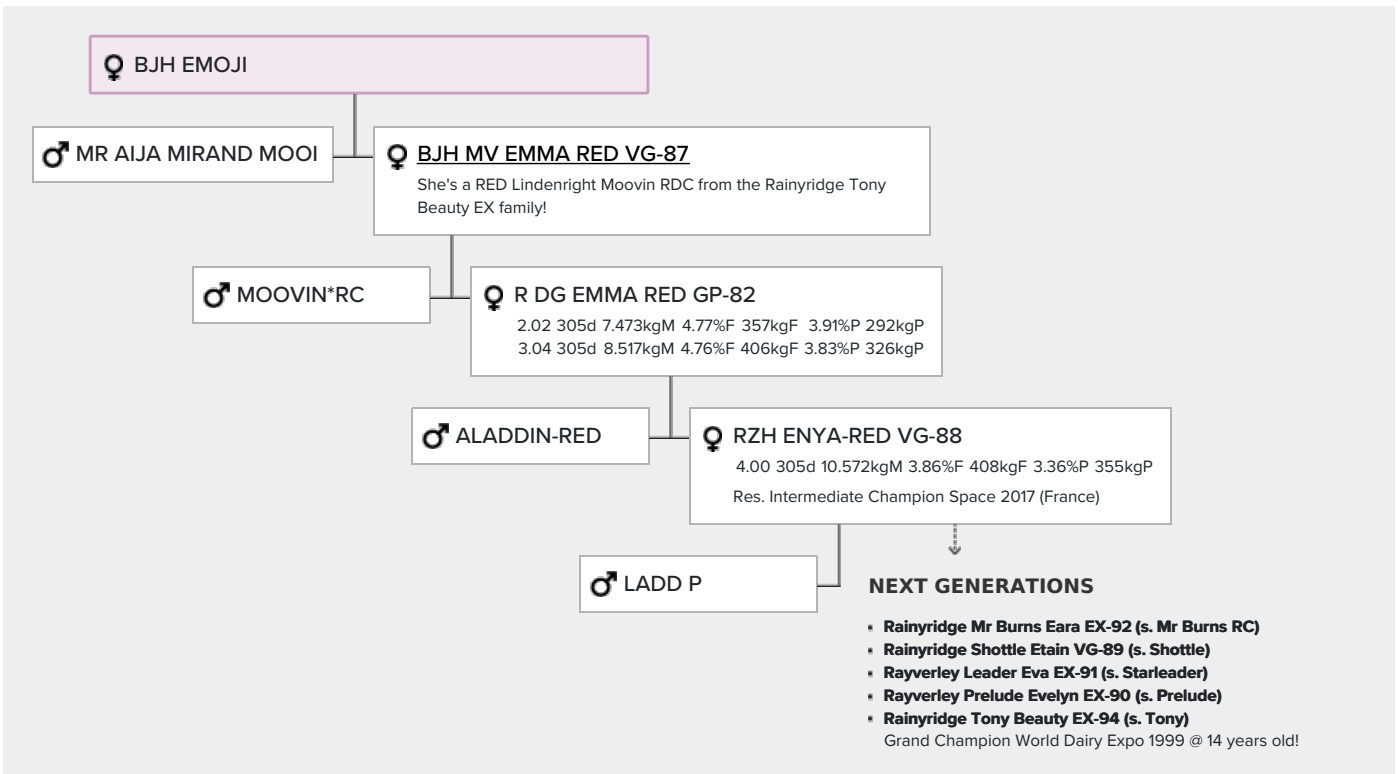 BJH EMOJI
MR AIJA MIRAND MOOI
BJH MV EMMA RED VG-87
She's a RED Lindenright Moovin RDC from the Rainyridge Tony
Beauty EX family!
MOOVIN*RC
R DG EMMA RED GP-82
2.02 305d 7.473kgM 4.77%F 357kgF 3.91%P 292kgP
3.04 305d 8.517kgM 4.76%F 406kgF 3.83%P 326kgP
ALADDIN-RED
RZH ENYA-RED VG-88
4.00 305d 10.572kgM 3.86%F 408kgF 3.36%P 355kgP
Res. Intermediate Champion Space 2017 (France)
LADD P
NEXT GENERATIONS
Rainyridge Mr Burns Eara EX-92 (s. Mr Burns RC)
Rainyridge Shottle Etain VG-89 (s. Shottle)
Rayverley Leader Eva EX-91 (s. Starleader)
Rayverley Prelude Evelyn EX-90 (s. Prelude)
Rainyridge Tony Beauty EX-94 (s. Tony)
Grand Champion World Dairy Expo 1999 @ 14 years old!